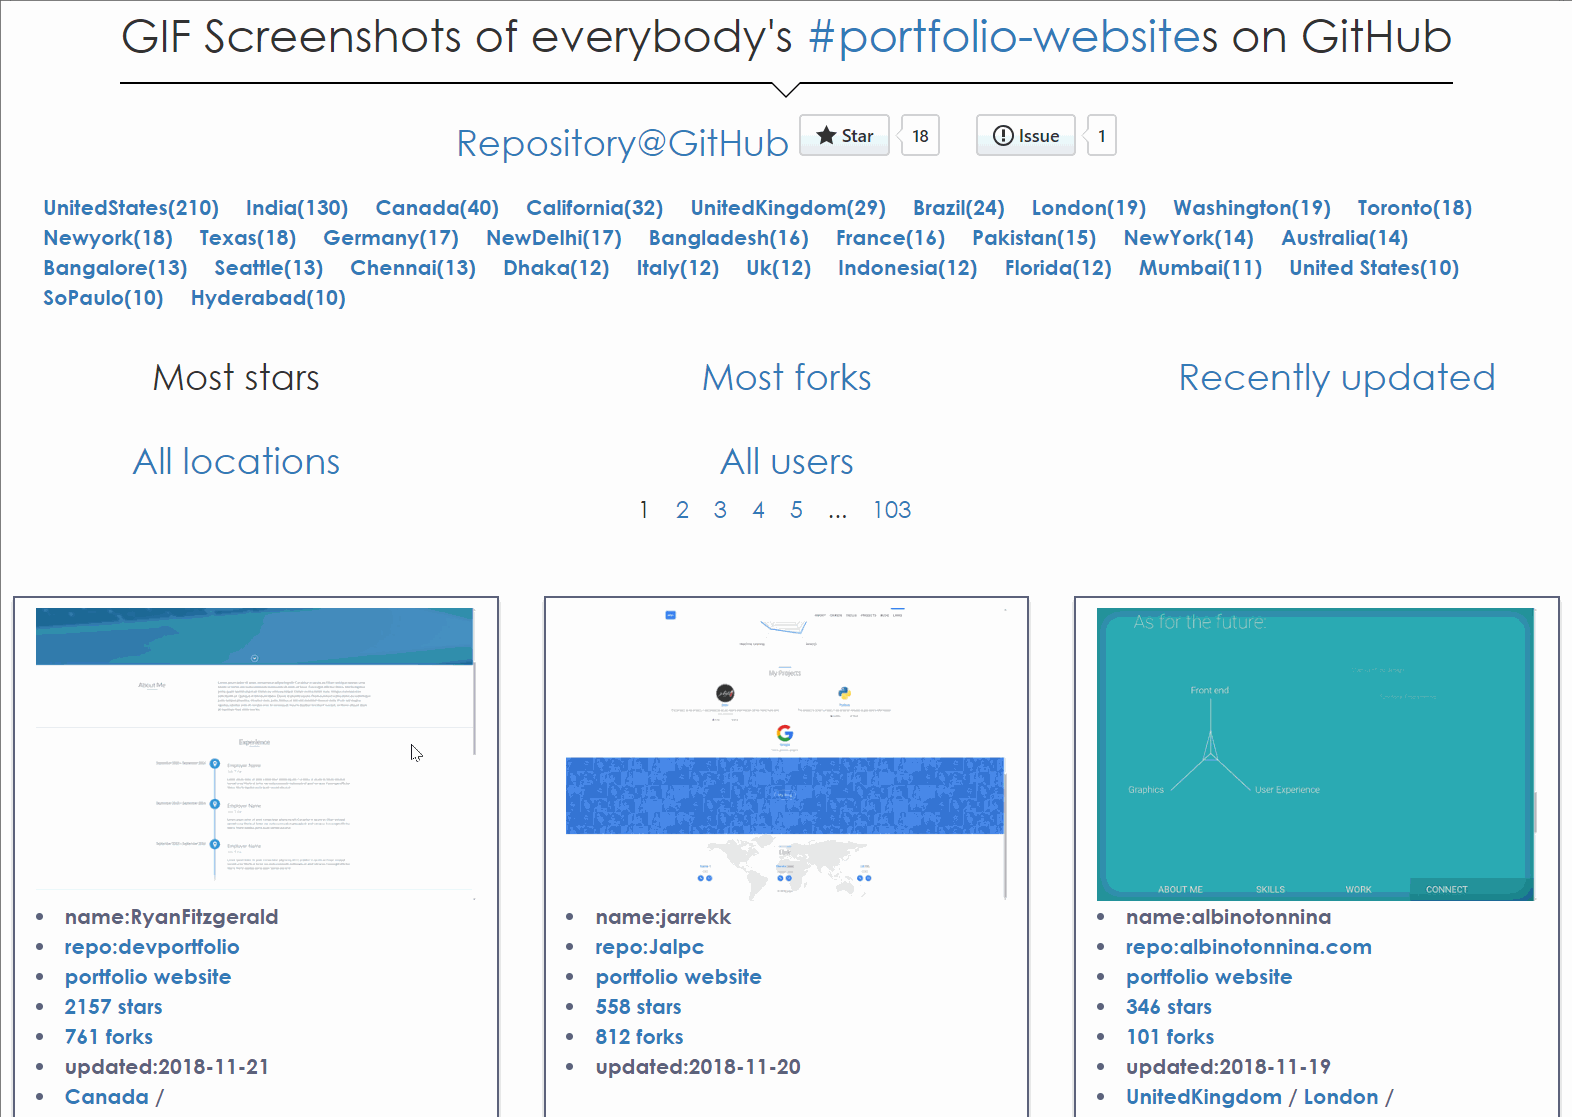 GIF Screenshots of everybody's #portfolio-websites on GitHub
Repository@GitHub Star 18 Issue 1
UnitedStates(210) India(130) Canada(40) California(32) UnitedKingdom(29) Brazil(24) London(19) Washington(19) Toronto(18)
Newyork(18) Texas(18) Germany(17) NewDelhi(17) Bangladesh(16) France(16) Pakistan(15) NewYork(14) Australia(14)
Bangalore(13) Seattle(13) Chennai(13) Dhaka(12) Italy(12) Uk(12) Indonesia(12) Florida(12) Mumbai(11) United States(10)
SoPaulo(10) Hyderabad(10)
Most stars Most forks Recently updated
All locations All users
1 2 3 4 5 ... 103
About Me
Experience
Employer Name
Employer Name
Employer Name
name:RyanFitzgerald
repo:devportfolio
portfolio website
2157 stars
761 forks
updated:2018-11-21
Canada /
My Projects
name:jarrekk
repo:Jalpc
portfolio website
558 stars
812 forks
updated:2018-11-20
As for the future:
Front end
Graphics User Experience
ABOUT ME SKILLS WORK CONNECT
name:albinotonnina
repo:albinotonnina.com
portfolio website
346 stars
101 forks
updated:2018-11-19
UnitedKingdom / London /